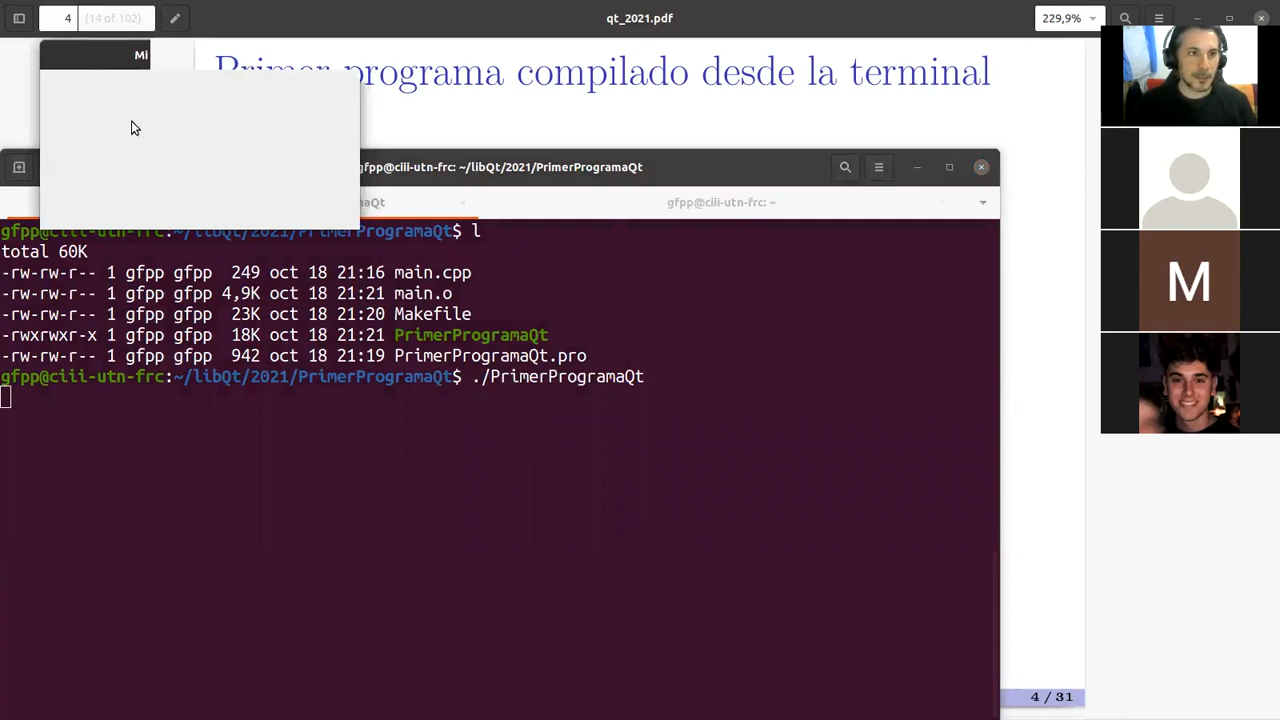 4 (14 of 102)
qt_2021.pdf
229,9%
Mi
Primer programa compilado desde la terminal
gfpp@ciii-utn-frc: ~/libQt/2021/PrimerProgramaQt
maQt
gfpp@ciii-utn-frc: ~
gfpp@ciii-utn-frc:~/libQt/2021/PrimerProgramaQt$ l
total 60K
-rw-rw-r-- 1 gfpp gfpp 249 oct 18 21:16 main.cpp
-rw-rw-r-- 1 gfpp gfpp 4,9K oct 18 21:21 main.o
-rw-rw-r-- 1 gfpp gfpp 23K oct 18 21:20 Makefile
-rwxrwxr-x 1 gfpp gfpp 18K oct 18 21:21 PrimerProgramaQt
-rw-rw-r-- 1 gfpp gfpp 942 oct 18 21:19 PrimerProgramaQt.pro
gfpp@ciii-utn-frc:~/libQt/2021/PrimerProgramaQt$ ./PrimerProgramaQt
M
4 / 31